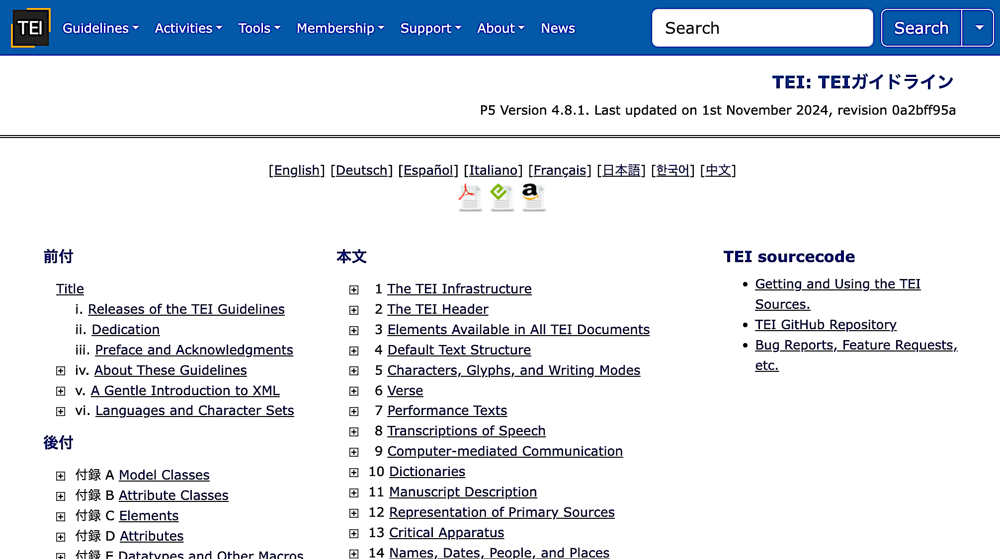 TEI Guidelines Activities Tools Membership Support About News Search Search
TEI: TEIガイドライン
P5 Version 4.8.1. Last updated on 1st November 2024, revision 0a2bff95a
[English] [Deutsch] [Español] [Italiano] [Français] [日本語] [한국어] [中文]
前付
Title
i. Releases of the TEI Guidelines
ii. Dedication
iii. Preface and Acknowledgments
iv. About These Guidelines
v. A Gentle Introduction to XML
vi. Languages and Character Sets
後付
付録 A Model Classes
付録 B Attribute Classes
付録 C Elements
付録 D Attributes
付録 E Datatypes and Other Macros
本文
1 The TEI Infrastructure
2 The TEI Header
3 Elements Available in All TEI Documents
4 Default Text Structure
5 Characters, Glyphs, and Writing Modes
6 Verse
7 Performance Texts
8 Transcriptions of Speech
9 Computer-mediated Communication
10 Dictionaries
11 Manuscript Description
12 Representation of Primary Sources
13 Critical Apparatus
14 Names, Dates, People, and Places
TEI sourcecode
• Getting and Using the TEI
Sources.
• TEI GitHub Repository
• Bug Reports, Feature Requests,
etc.